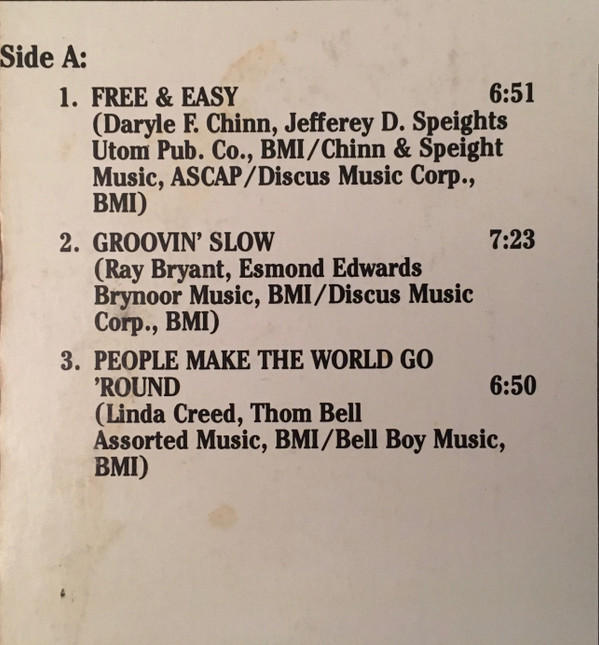 Side A:
1. FREE & EASY 6:51
(Daryle F. Chinn, Jefferey D. Speights
Utom Pub. Co., BMI/Chinn & Speight
Music, ASCAP/Discus Music Corp.,
BMI)
2. GROOVIN' SLOW 7:23
(Ray Bryant, Esmond Edwards
Brynoor Music, BMI/Discus Music
Corp., BMI)
3. PEOPLE MAKE THE WORLD GO
'ROUND 6:50
(Linda Creed, Thom Bell
Assorted Music, BMI/Bell Boy Music,
BMI)